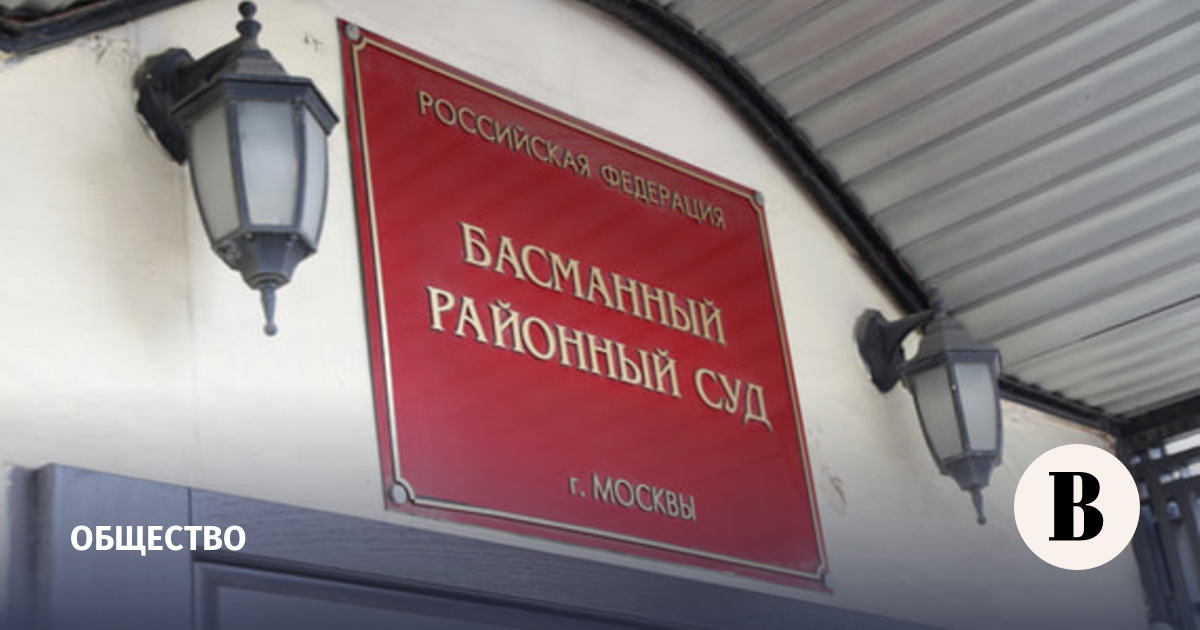 РОССИЙСКАЯ ФЕДЕРАЦИЯ
БАСМАННЫЙ
РАЙОННЫЙ СУД
г. МОСКВЫ
ОБЩЕСТВО
В